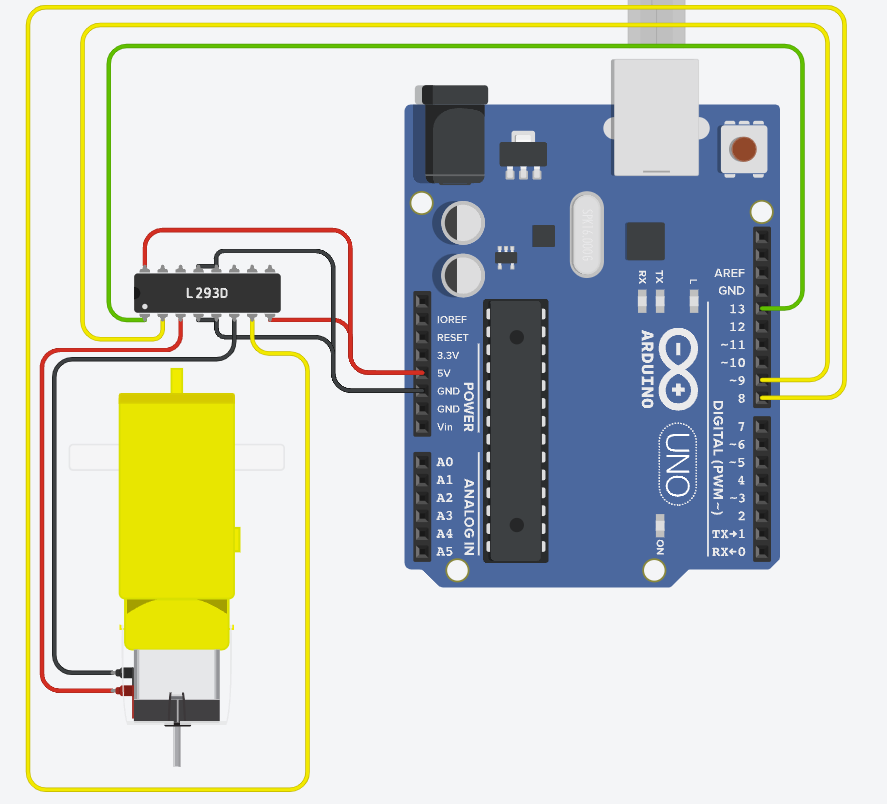 L293D
IOREF
RESET
3.3V
5V
GND
GND
Vin
POWER
A0
A1
A2
A3
A4
A5
ANALOG IN
RX
TX
L
ARDUINO
UNO
ON
AREF
GND
13
12
~11
~10
~9
8
7
~6
~5
4
~3
2
TX→1
RX←0
DIGITAL (PWM~)